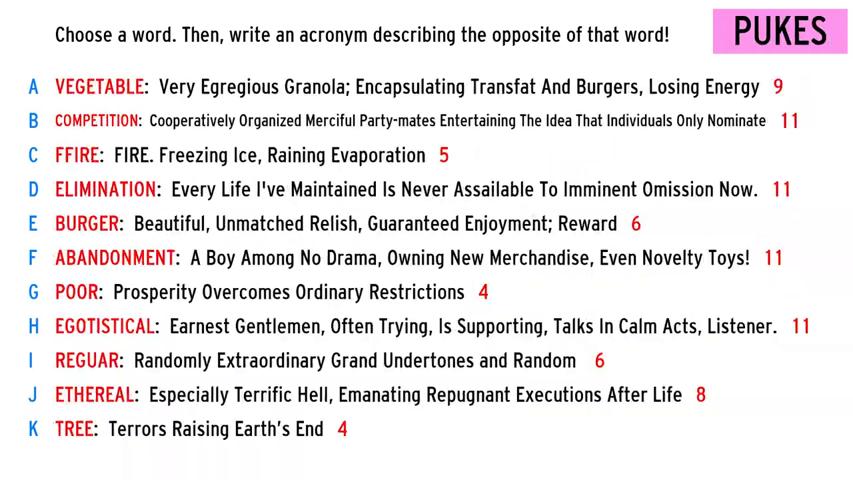 Choose a word. Then, write an acronym describing the opposite of that word!
PUKES
A VEGETABLE: Very Egregious Granola; Encapsulating Transfat And Burgers, Losing Energy 9
B COMPETITION: Cooperatively Organized Merciful Party-mates Entertaining The Idea That Individuals Only Nominate 11
C FFIRE: FIRE. Freezing Ice, Raining Evaporation 5
D ELIMINATION: Every Life I've Maintained Is Never Assailable To Imminent Omission Now. 11
E BURGER: Beautiful, Unmatched Relish, Guaranteed Enjoyment; Reward 6
F ABANDONMENT: A Boy Among No Drama, Owning New Merchandise, Even Novelty Toys! 11
G POOR: Prosperity Overcomes Ordinary Restrictions 4
H EGOTISTICAL: Earnest Gentlemen, Often Trying, Is Supporting, Talks In Calm Acts, Listener. 11
I REGUAR: Randomly Extraordinary Grand Undertones and Random 6
J ETHEREAL: Especially Terrific Hell, Emanating Repugnant Executions After Life 8
K TREE: Terrors Raising Earth's End 4